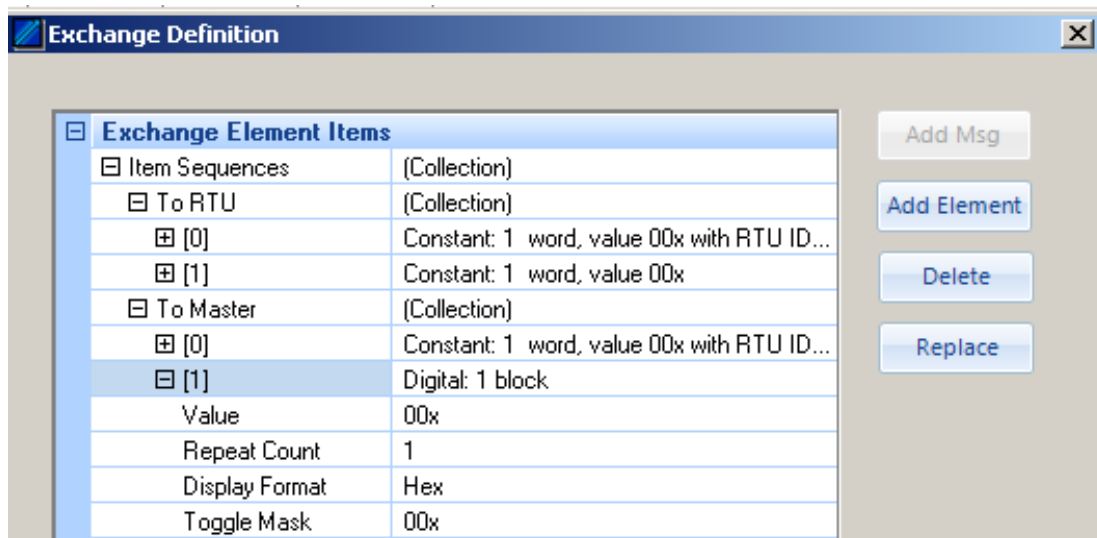 Exchange Definition
Exchange Element Items
Add Msg
Item Sequences (Collection)
To RTU (Collection)
Add Element
[0] Constant: 1 word, value 00x with RTU ID...
[1] Constant: 1 word, value 00x
Delete
To Master (Collection)
[0] Constant: 1 word, value 00x with RTU ID...
Replace
[1] Digital: 1 block
Value 00x
Repeat Count 1
Display Format Hex
Toggle Mask 00x